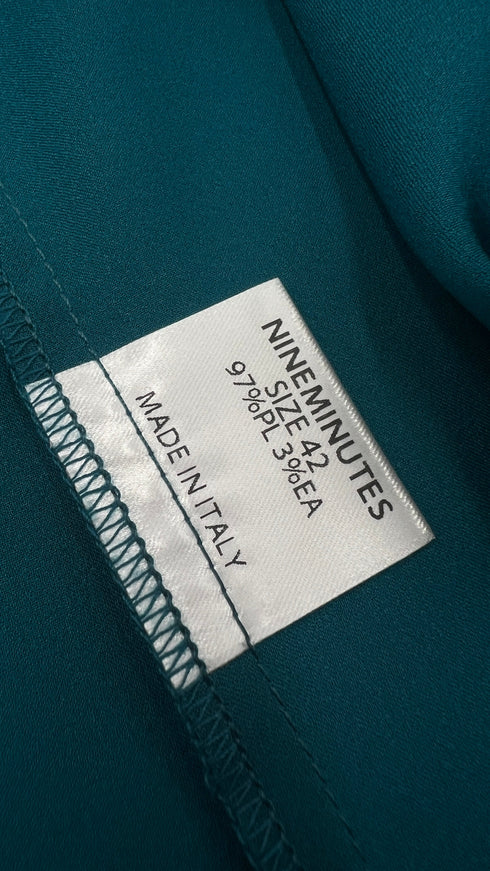 NINEMINUTES
SIZE 42
97%PL 3%EA
MADE IN ITALY